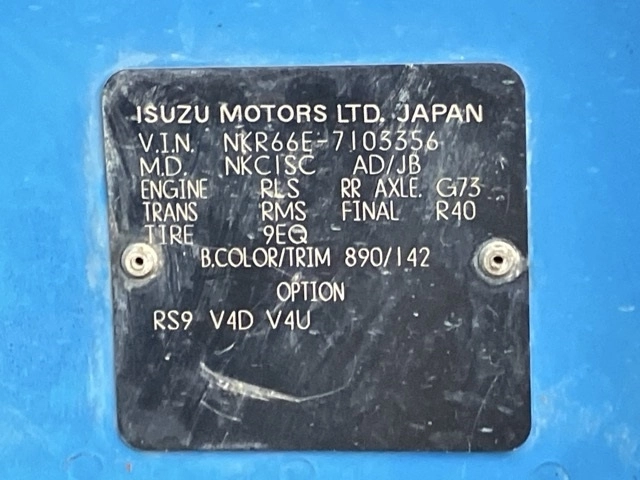 ISUZU MOTORS LTD. JAPAN
V.I.N. NKR66E-7103356
M.D. NKC1SC AD/JB
ENGINE RLS RR AXLE. G73
TRANS RMS FINAL R40
TIRE 9EQ
B.COLOR/TRIM 890/142
OPTION
RS9 V4D V4U